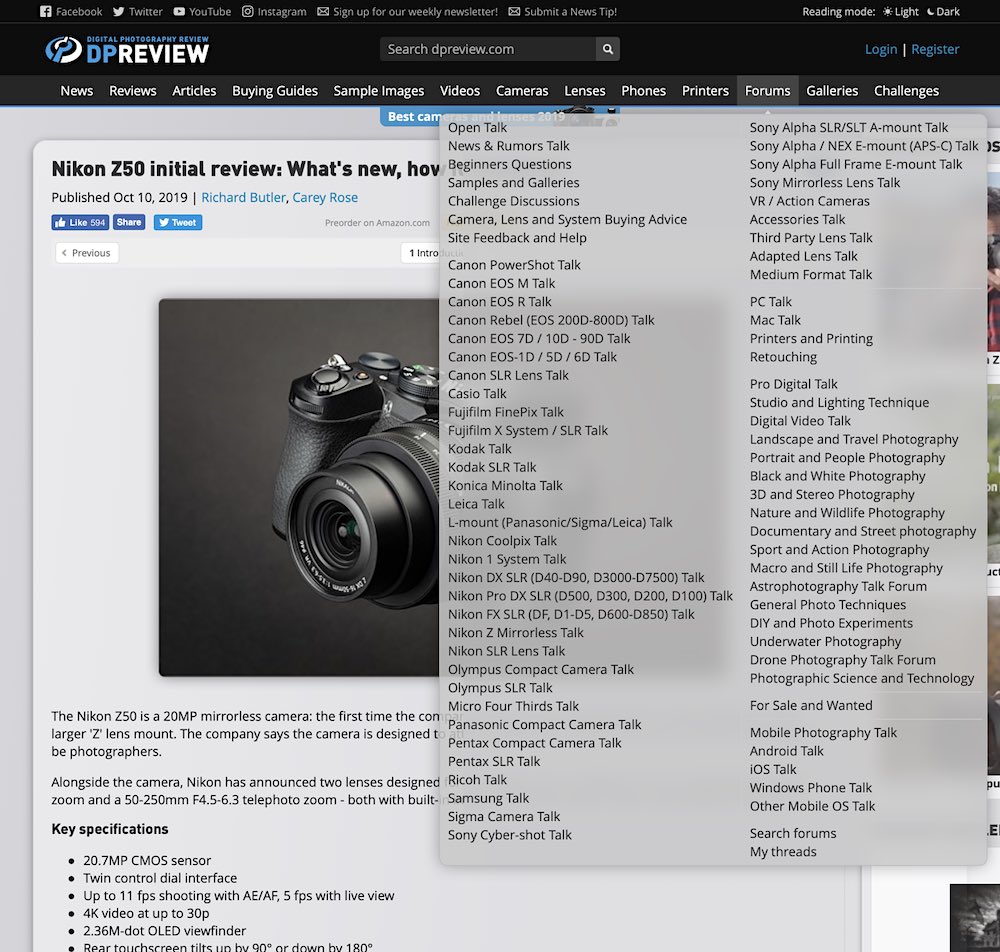 Facebook Twitter YouTube Instagram Sign up for our weekly newsletter! Submit a News Tip! Reading mode: Light Dark
DIGITAL PHOTOGRAPHY REVIEW
DPREVIEW
Search dpreview.com
Login | Register
News Reviews Articles Buying Guides Sample Images Videos Cameras Lenses Phones Printers Forums Galleries Challenges
Best cameras and lenses 2019
Nikon Z50 initial review: What's new, how
Published Oct 10, 2019 | Richard Butler, Carey Rose
Like 594 Share Tweet Preorder on Amazon.com
Previous
1 Introduction
NIKON
The Nikon Z50 is a 20MP mirrorless camera: the first time the
larger 'Z' lens mount. The company says the camera is designed to
be photographers.
Alongside the camera, Nikon has announced two lenses designed
zoom and a 50-250mm F4.5-6.3 telephoto zoom - both with built-in
Key specifications
20.7MP CMOS sensor
Twin control dial interface
Up to 11 fps shooting with AE/AF, 5 fps with live view
4K video at up to 30p
2.36M-dot OLED viewfinder
Rear touchscreen tilts up by 90° or down by 180°
Open Talk
News & Rumors Talk
Beginners Questions
Samples and Galleries
Challenge Discussions
Camera, Lens and System Buying Advice
Site Feedback and Help
Canon PowerShot Talk
Canon EOS M Talk
Canon EOS R Talk
Canon Rebel (EOS 200D-800D) Talk
Canon EOS 7D / 10D - 90D Talk
Canon EOS-1D / 5D / 6D Talk
Canon SLR Lens Talk
Casio Talk
Fujifilm FinePix Talk
Fujifilm X System / SLR Talk
Kodak Talk
Kodak SLR Talk
Konica Minolta Talk
Leica Talk
L-mount (Panasonic/Sigma/Leica) Talk
Nikon Coolpix Talk
Nikon 1 System Talk
Nikon DX SLR (D40-D90, D3000-D7500) Talk
Nikon Pro DX SLR (D500, D300, D200, D100) Talk
Nikon FX SLR (DF, D1-D5, D600-D850) Talk
Nikon Z Mirrorless Talk
Nikon SLR Lens Talk
Olympus Compact Camera Talk
Olympus SLR Talk
Micro Four Thirds Talk
Panasonic Compact Camera Talk
Pentax Compact Camera Talk
Pentax SLR Talk
Ricoh Talk
Samsung Talk
Sigma Camera Talk
Sony Cyber-shot Talk
Sony Alpha SLR/SLT A-mount Talk
Sony Alpha / NEX E-mount (APS-C) Talk
Sony Alpha Full Frame E-mount Talk
Sony Mirrorless Lens Talk
VR / Action Cameras
Accessories Talk
Third Party Lens Talk
Adapted Lens Talk
Medium Format Talk
PC Talk
Mac Talk
Printers and Printing
Retouching
Pro Digital Talk
Studio and Lighting Technique
Digital Video Talk
Landscape and Travel Photography
Portrait and People Photography
Black and White Photography
3D and Stereo Photography
Nature and Wildlife Photography
Documentary and Street photography
Sport and Action Photography
Macro and Still Life Photography
Astrophotography Talk Forum
General Photo Techniques
DIY and Photo Experiments
Underwater Photography
Drone Photography Talk Forum
Photographic Science and Technology
For Sale and Wanted
Mobile Photography Talk
Android Talk
iOS Talk
Windows Phone Talk
Other Mobile OS Talk
Search forums
My threads